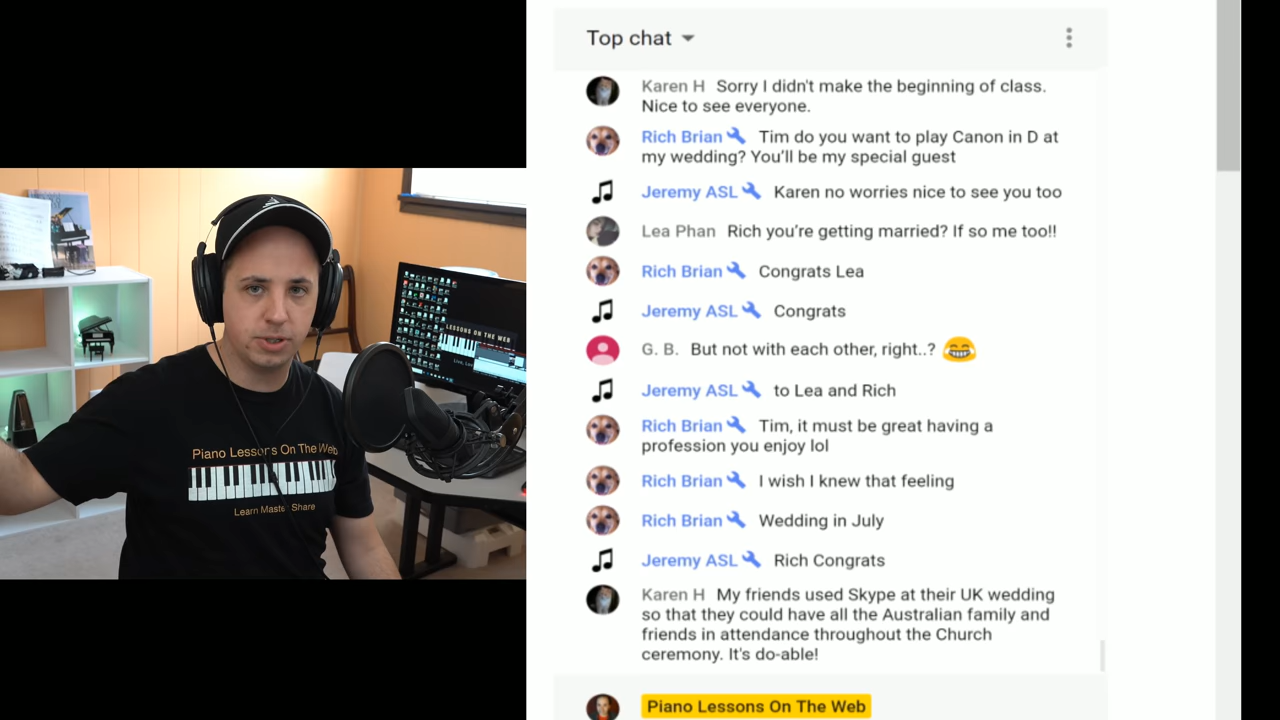 Top chat
Karen H Sorry I didn't make the beginning of class.
Nice to see everyone.
Rich Brian Tim do you want to play Canon in D at
my wedding? You'll be my special guest
Jeremy ASL Karen no worries nice to see you too
Lea Phan Rich you're getting married? If so me too!!
Rich Brian Congrats Lea
Jeremy ASL Congrats
G. B. But not with each other, right..? 😂
Jeremy ASL to Lea and Rich
Rich Brian Tim, it must be great having a
profession you enjoy lol
Rich Brian I wish I knew that feeling
Rich Brian Wedding in July
Jeremy ASL Rich Congrats
Karen H My friends used Skype at their UK wedding
so that they could have all the Australian family and
friends in attendance throughout the Church
ceremony. It's do-able!
Piano Lessons On The Web
LESSONS ON THE WEB
Piano Lessons On The Web
Learn Master Share